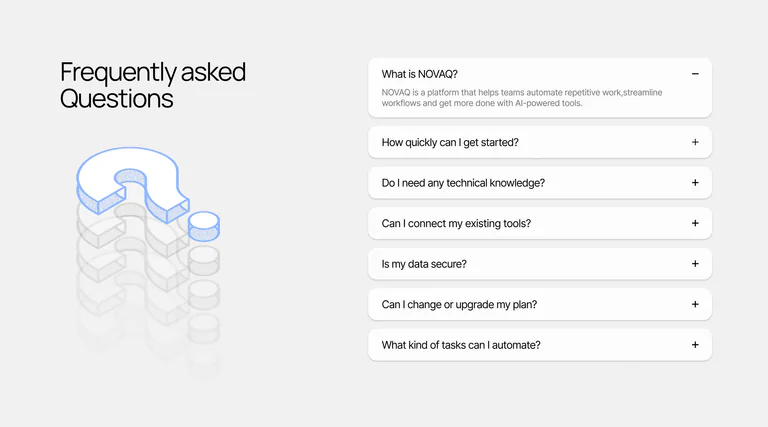 Frequently asked
Questions
What is NOVAQ?
NOVAQ is a platform that helps teams automate repetitive work,streamline
workflows and get more done with AI-powered tools.
How quickly can I get started?
Do I need any technical knowledge?
Can I connect my existing tools?
Is my data secure?
Can I change or upgrade my plan?
What kind of tasks can I automate?